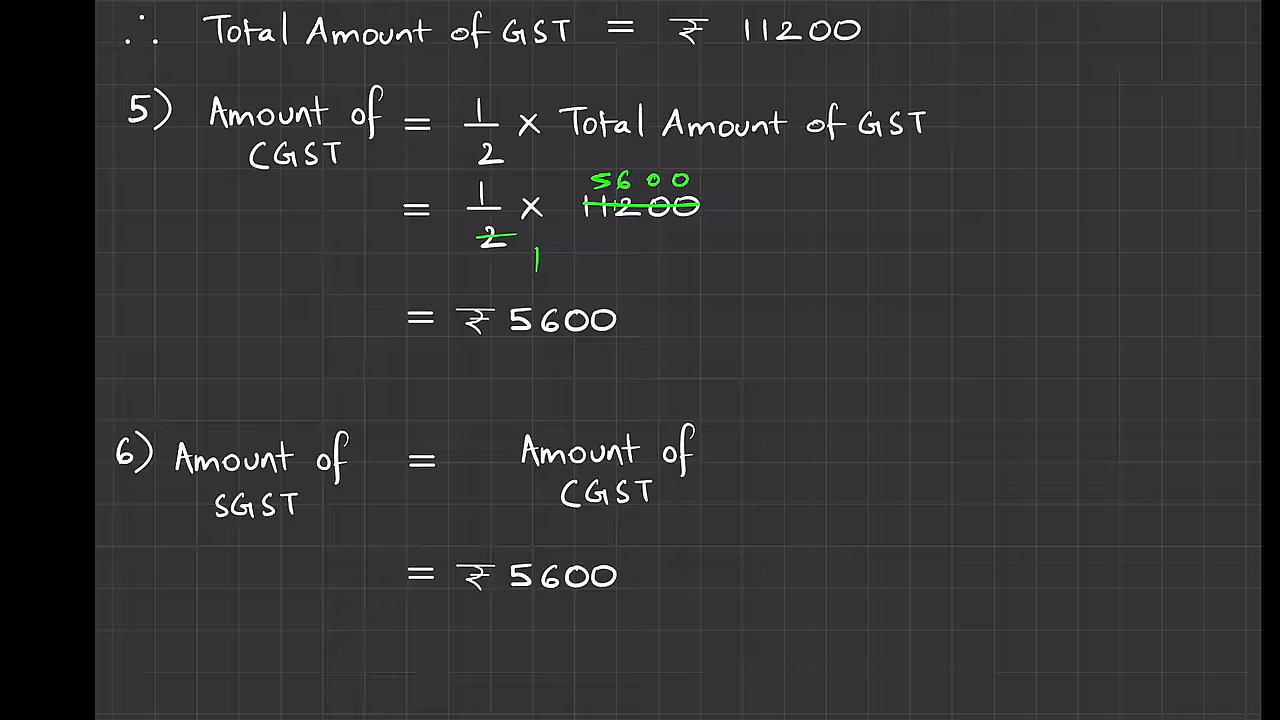 ∴ Total Amount of GST = ₹ 11200
5) Amount of CGST = 1/2 × Total Amount of GST
5600
= 1/2 × 11200
1
= ₹ 5600
6) Amount of SGST = Amount of CGST
= ₹ 5600